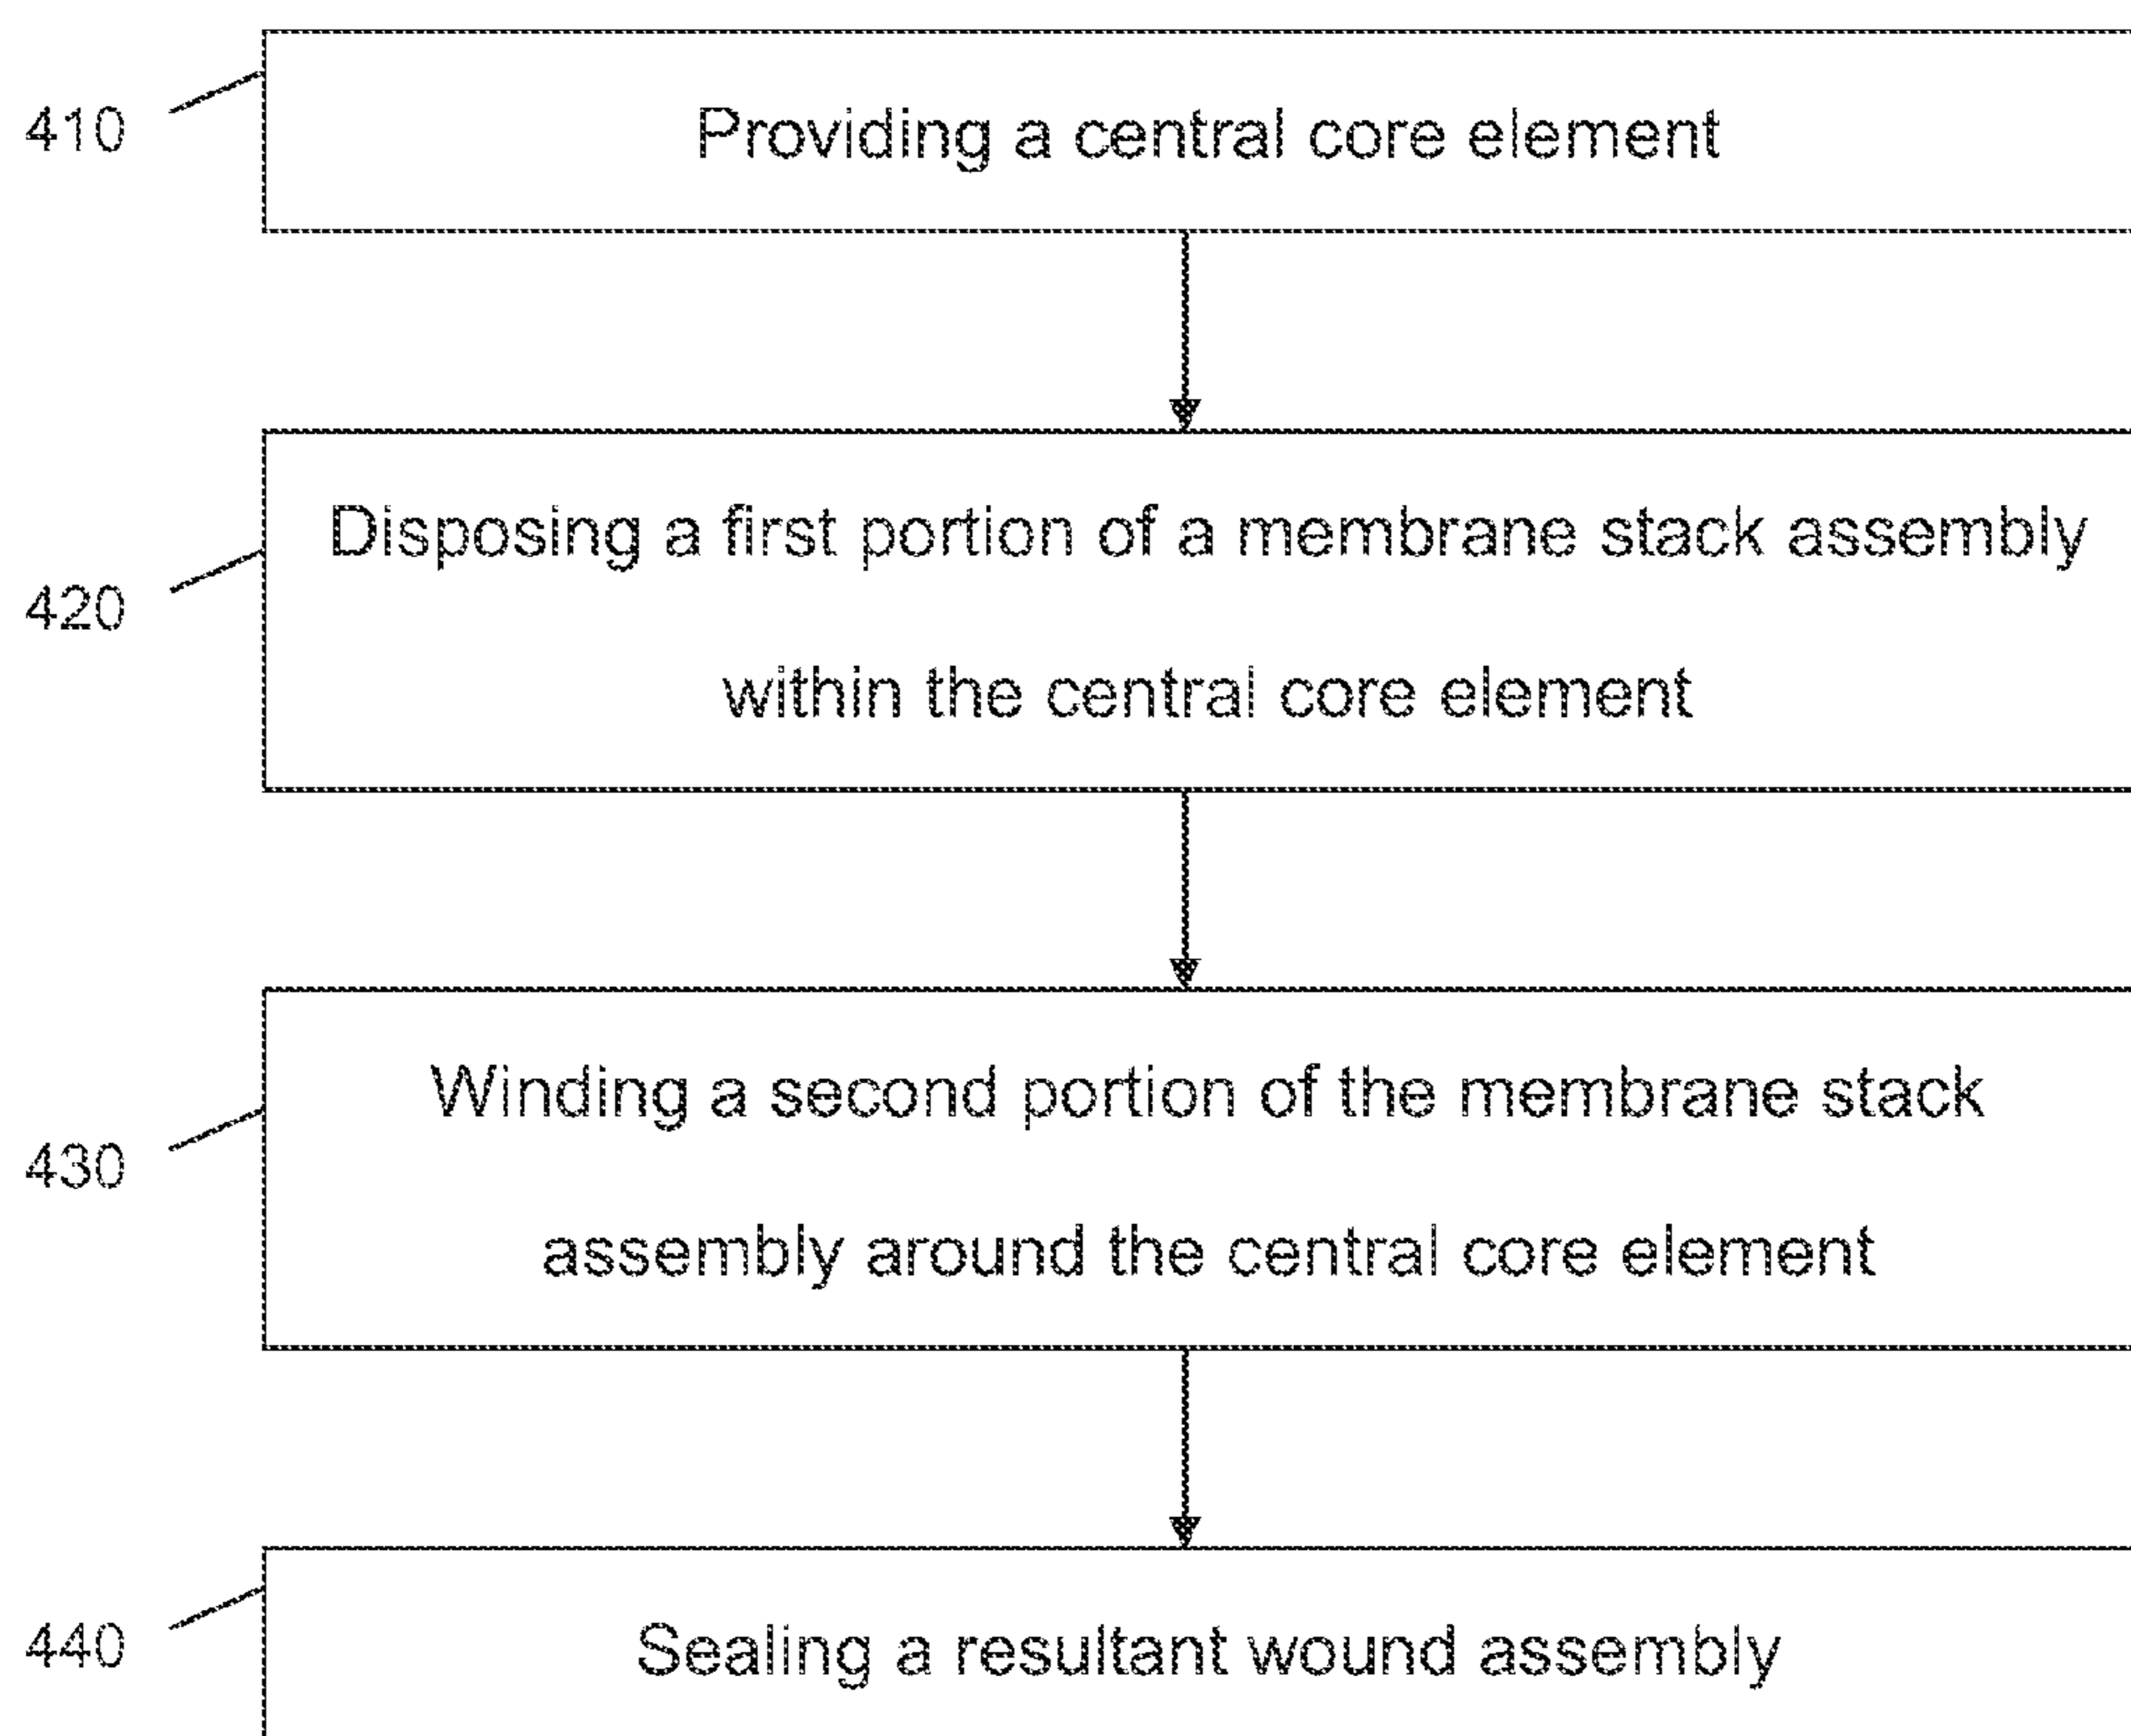 410
Providing a central core element
420
Disposing a first portion of a membrane stack assembly
within the central core element
430
Winding a second portion of the membrane stack
assembly around the central core element
440
Sealing a resultant wound assembly